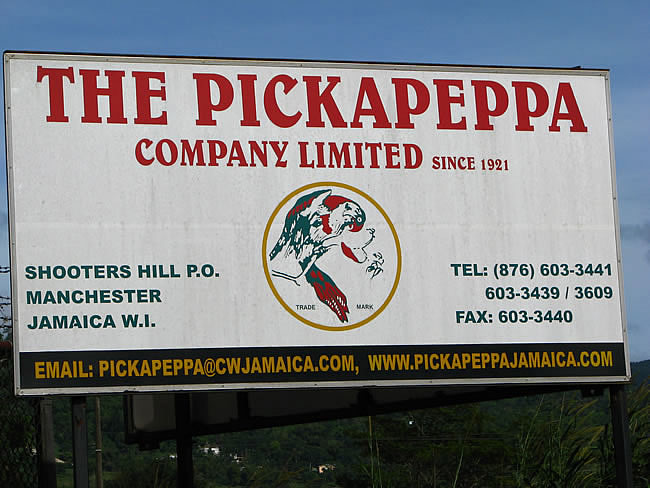 THE PICKAPEPPA
COMPANY LIMITED SINCE 1921
TRADE MARK
SHOOTERS HILL P.O.
MANCHESTER
JAMAICA W.I.
TEL: (876) 603-3441
603-3439 / 3609
FAX: 603-3440
EMAIL: PICKAPEPPA@CWJAMAICA.COM, WWW.PICKAPEPPAJAMAICA.COM